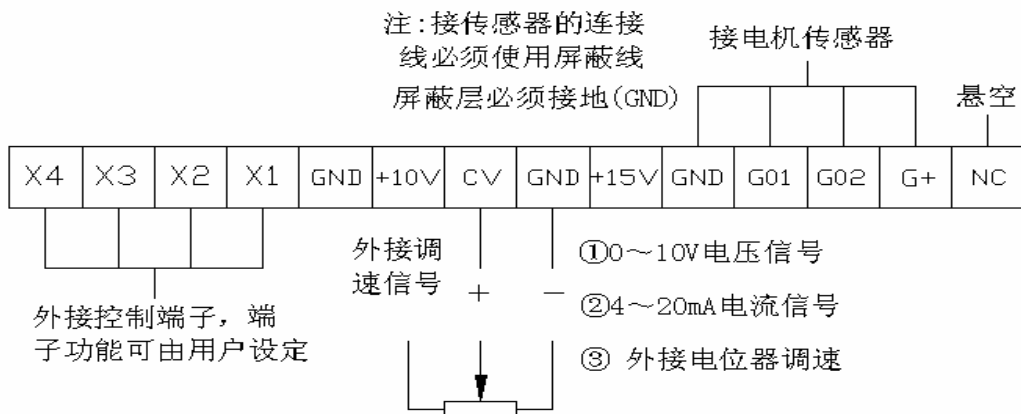 注:接传感器的连接
线必须使用屏蔽线
屏蔽层必须接地(GND)
接电机传感器
悬空
X4 X3 X2 X1 GND +10V CV GND +15V GND G01 G02 G+ NC
外接调
速信号
+ −
①0～10V电压信号
②4～20mA电流信号
③ 外接电位器调速
外接控制端子，端
子功能可由用户设定